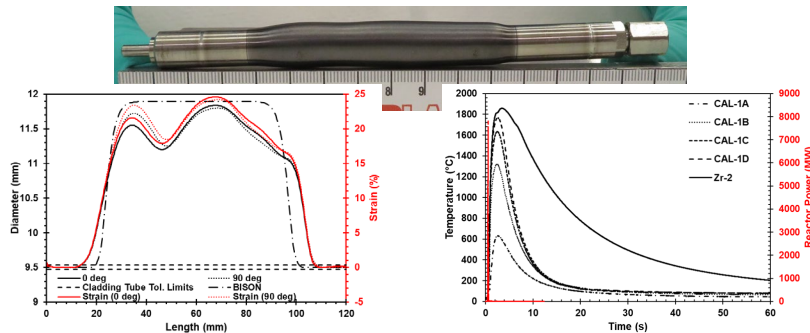 8 9
12
11.5
11
10.5
10
9.5
9
Diameter (mm)
25
20
15
10
5
0
-5
Strain (%)
0 deg
90 deg
Cladding Tube Tol. Limits
BISON
Strain (0 deg)
Strain (90 deg)
0 20 40 60 80 100 120
Length (mm)
2000
1800
1600
1400
1200
1000
800
600
400
200
0
Temperature (°C)
CAL-1A
CAL-1B
CAL-1C
CAL-1D
Zr-2
9000
8000
7000
6000
5000
4000
3000
2000
1000
0
Reactor Power (MW)
0 10 20 30 40 50 60
Time (s)